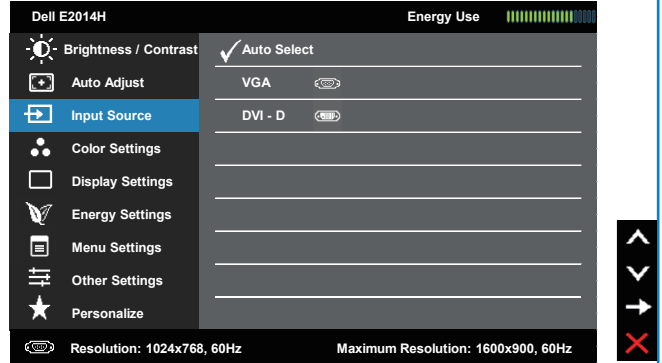 Dell E2014H Energy Use
Brightness / Contrast Auto Select
Auto Adjust VGA
Input Source DVI - D
Color Settings
Display Settings
Energy Settings
Menu Settings
Other Settings
Personalize
Resolution: 1024x768, 60Hz Maximum Resolution: 1600x900, 60Hz